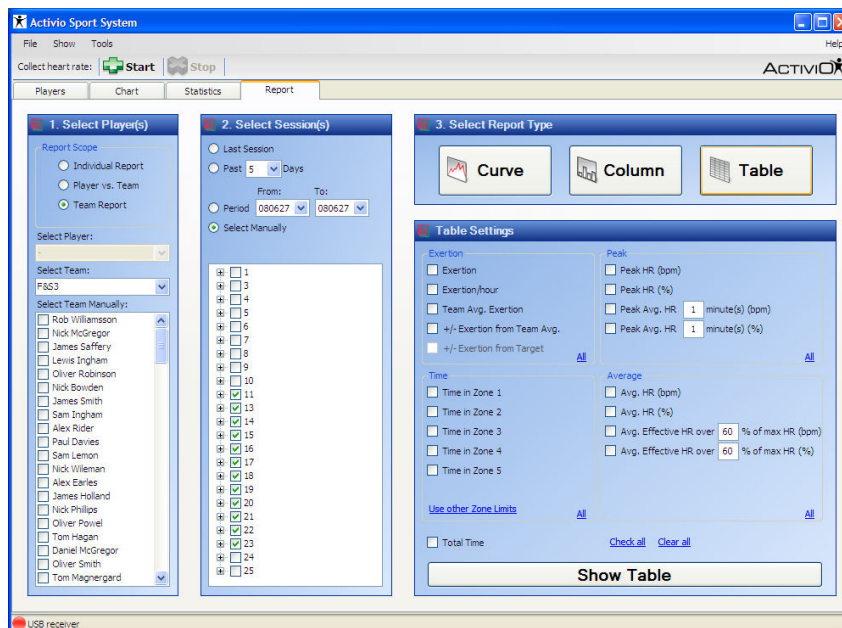 Activio Sport System
File Show Tools Help
Collect heart rate: Start Stop
ACTIVIO
Players Chart Statistics Report
1. Select Player(s)
Report Scope
Individual Report
Player vs. Team
Team Report
Select Player:
-
Select Team:
F&S3
Select Team Manually:
Rob Williamsson
Nick McGregor
James Saffery
Lewis Ingham
Oliver Robinson
Nick Bowden
James Smith
Sam Ingham
Alex Rider
Paul Davies
Sam Lemon
Nick Wileman
Alex Earles
James Holland
Nick Phillips
Oliver Powel
Tom Hagan
Daniel McGregor
Oliver Smith
Tom Magnergard
2. Select Session(s)
Last Session
Past 5 Days
From: To:
Period 080627 080627
Select Manually
1
3
4
5
6
7
8
9
10
11
13
14
15
16
17
18
19
20
21
22
23
24
25
3. Select Report Type
Curve Column Table
Table Settings
Exertion
Exertion
Exertion/hour
Team Avg. Exertion
+/- Exertion from Team Avg.
+/- Exertion from Target
All
Peak
Peak HR (bpm)
Peak HR (%)
Peak Avg. HR 1 minute(s) (bpm)
Peak Avg. HR 1 minute(s) (%)
All
Time
Time in Zone 1
Time in Zone 2
Time in Zone 3
Time in Zone 4
Time in Zone 5
Use other Zone Limits All
Average
Avg. HR (bpm)
Avg. HR (%)
Avg. Effective HR over 60 % of max HR (bpm)
Avg. Effective HR over 60 % of max HR (%)
All
Total Time Check all Clear all
Show Table
USB receiver